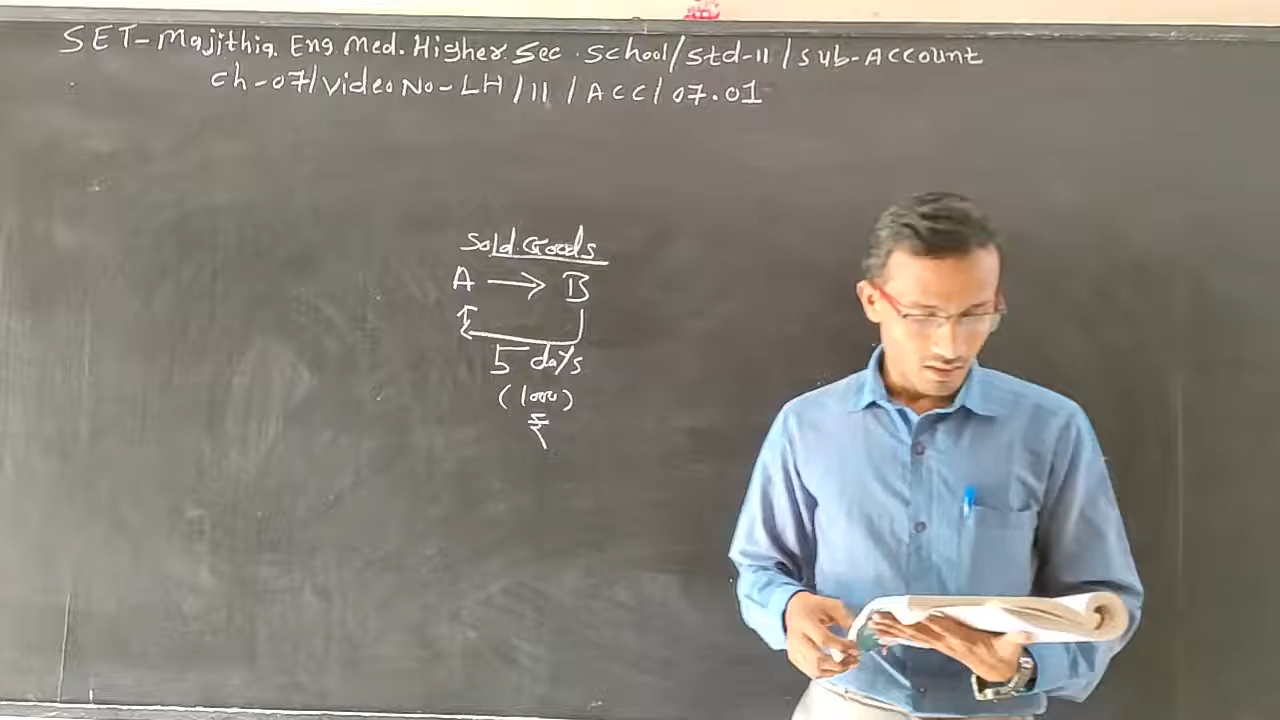 SET-Majithia Eng Med. Higher Sec. School/Std-11/Sub-Account
Ch-07/Video No-LH/11/ACC/07.01
Sold Goods
A → B
5 days
(1000)
₹